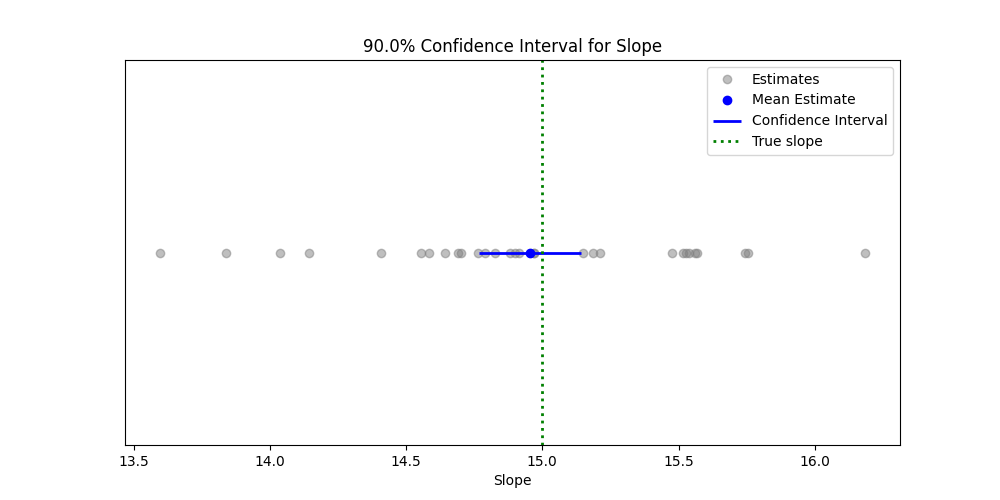 90.0% Confidence Interval for Slope
Estimates
Mean Estimate
Confidence Interval
True slope
13.5 14.0 14.5 15.0 15.5 16.0
Slope